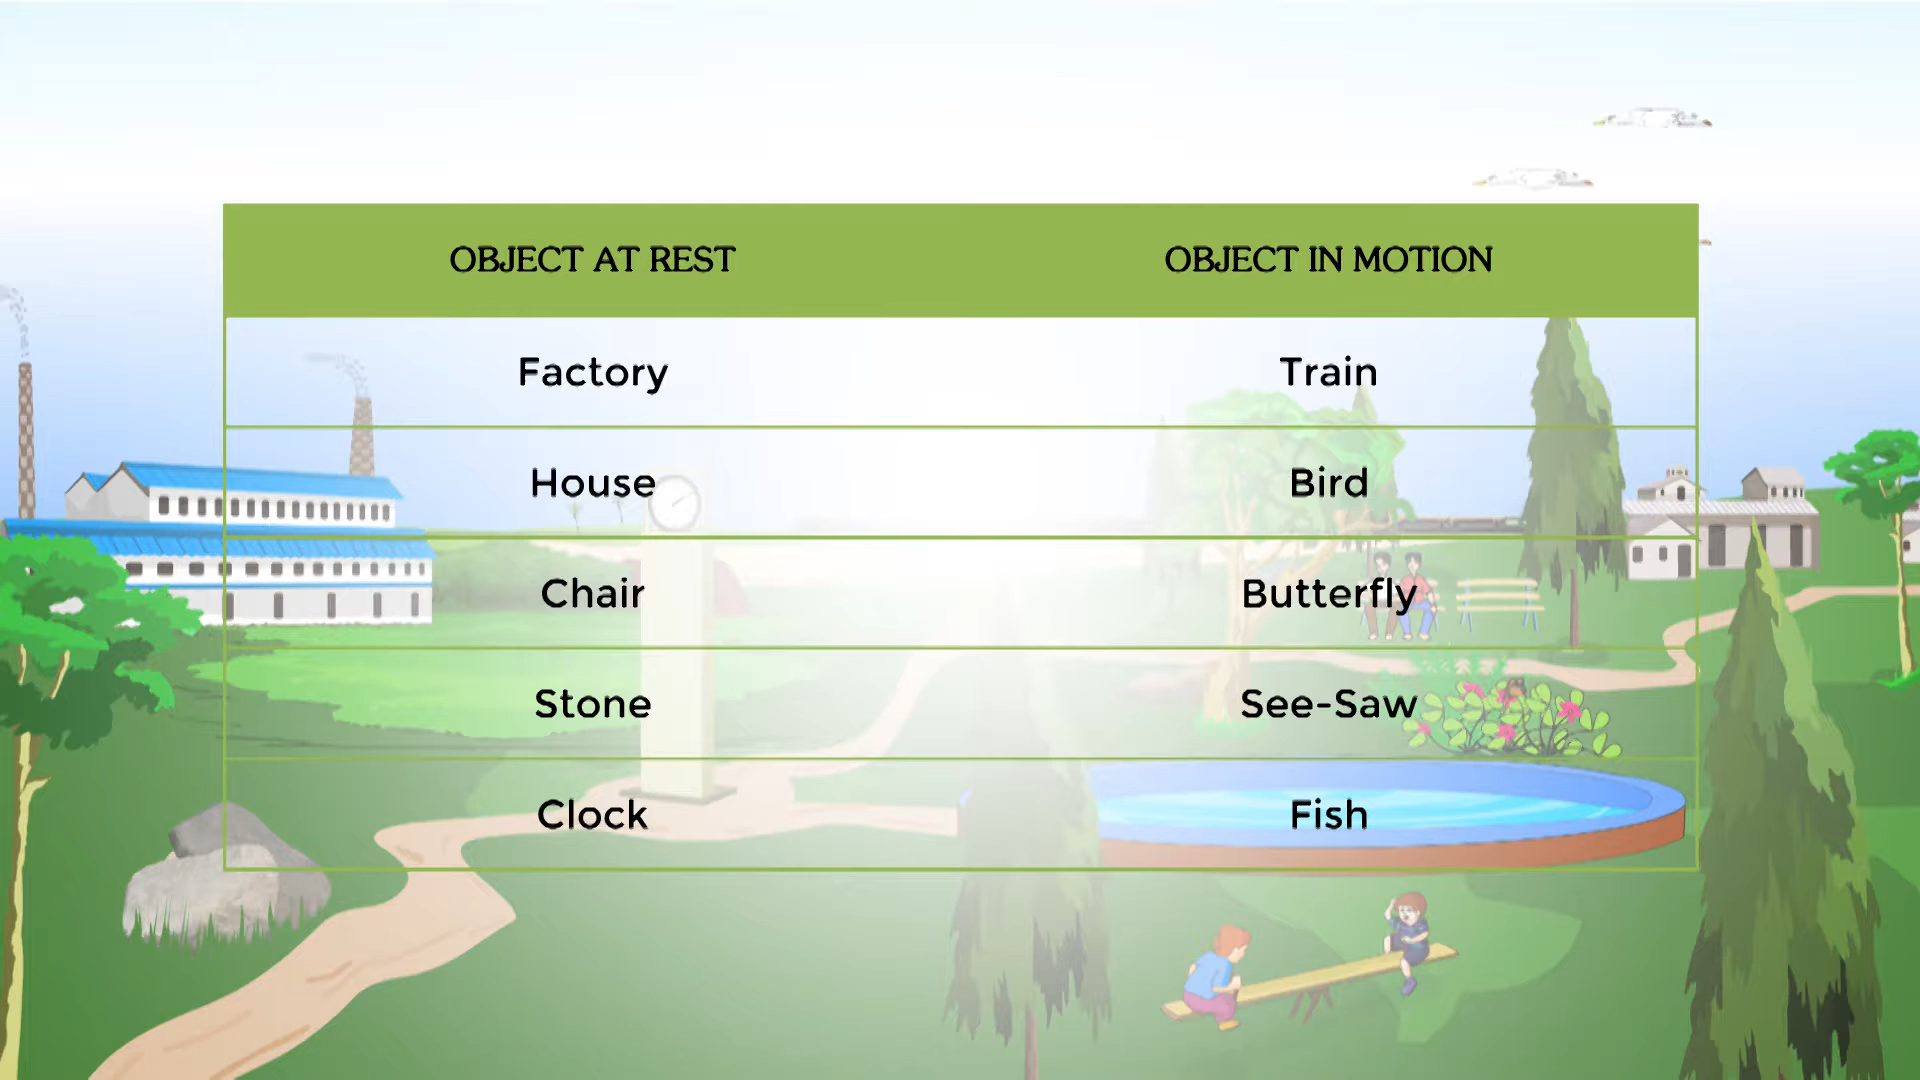 OBJECT AT REST OBJECT IN MOTION
Factory Train
House Bird
Chair Butterfly
Stone See-Saw
Clock Fish